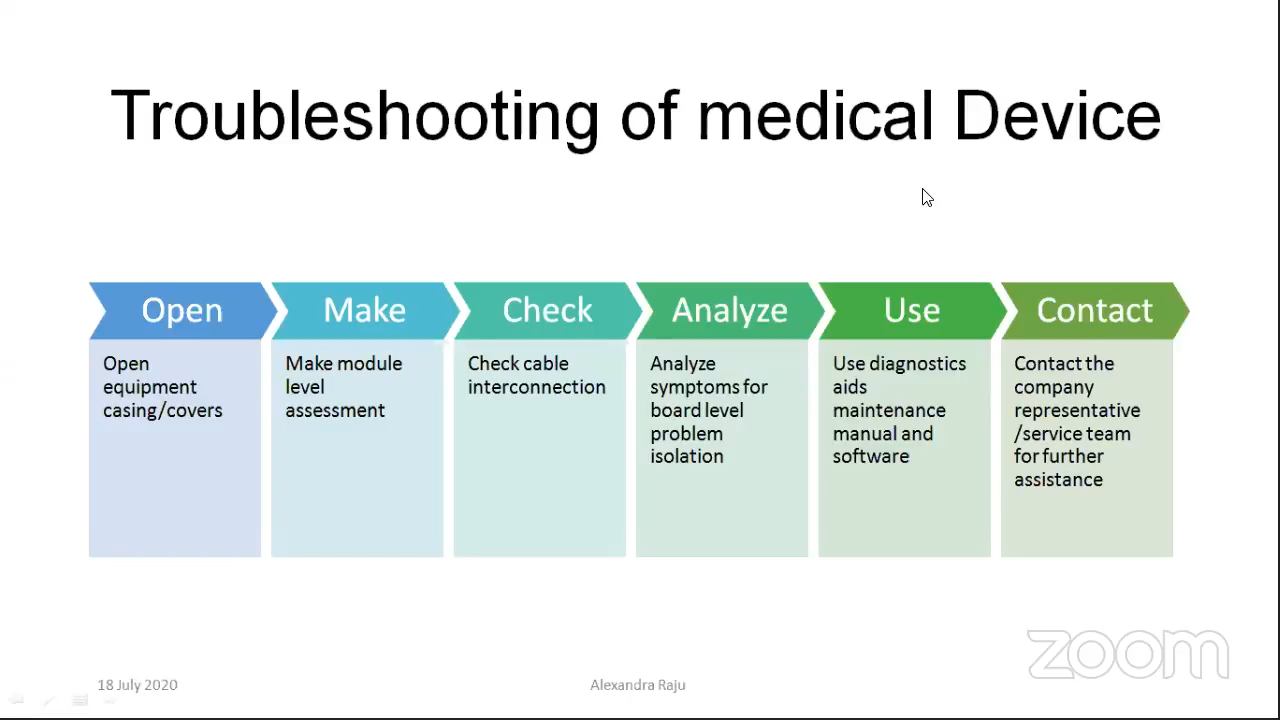 Troubleshooting of medical Device
Open
Open
equipment
casing/covers
Make
Make module
level
assessment
Check
Check cable
interconnection
Analyze
Analyze
symptoms for
board level
problem
isolation
Use
Use diagnostics
aids
maintenance
manual and
software
Contact
Contact the
company
representative
/service team
for further
assistance
zoom
18 July 2020
Alexandra Raju